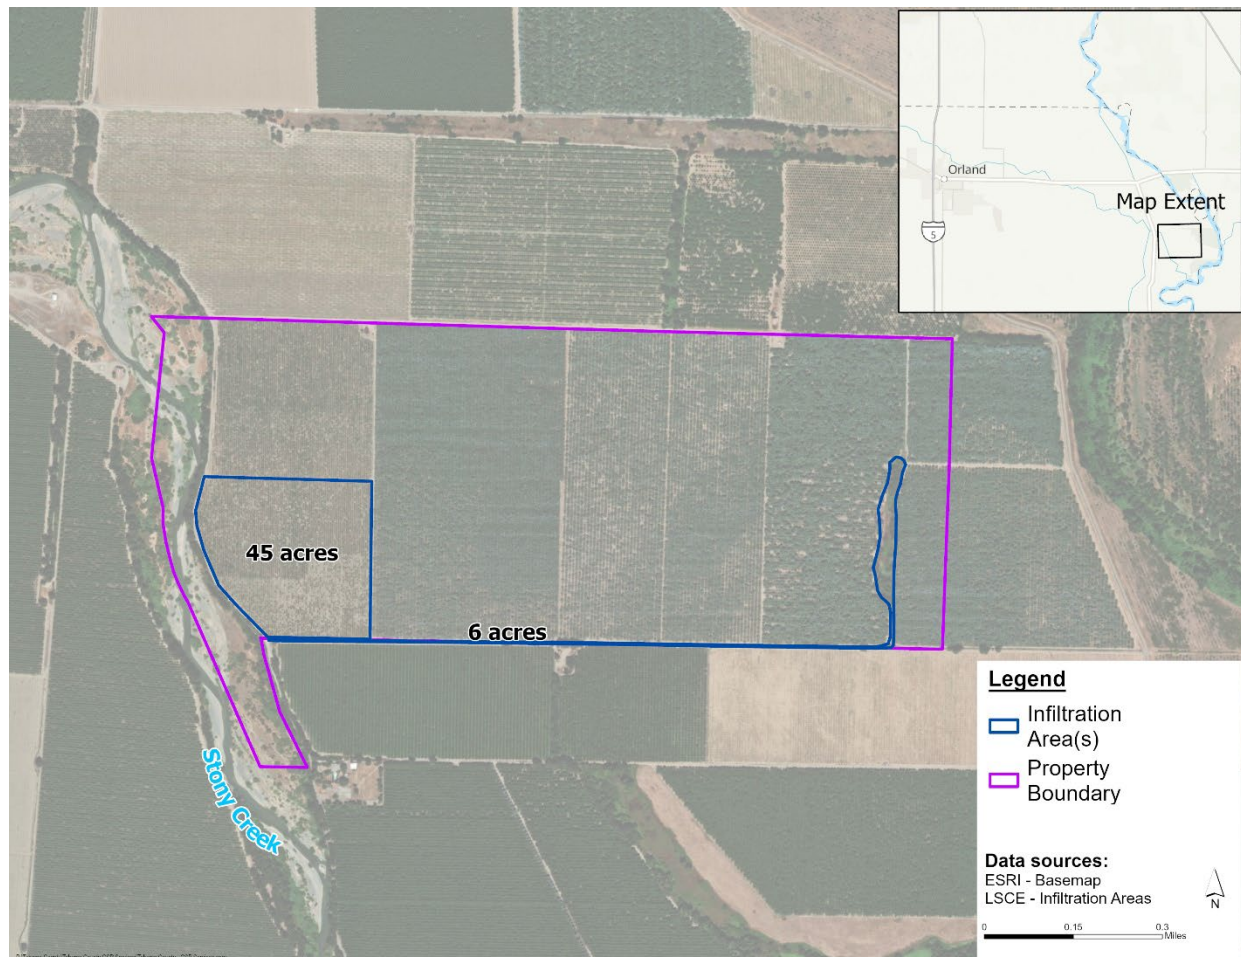 Orland
Map Extent
5
45 acres
6 acres
Stony Creek
Legend
Infiltration
Area(s)
Property
Boundary
Data sources:
ESRI - Basemap
LSCE - Infiltration Areas
N
0 0.15 0.3
Miles